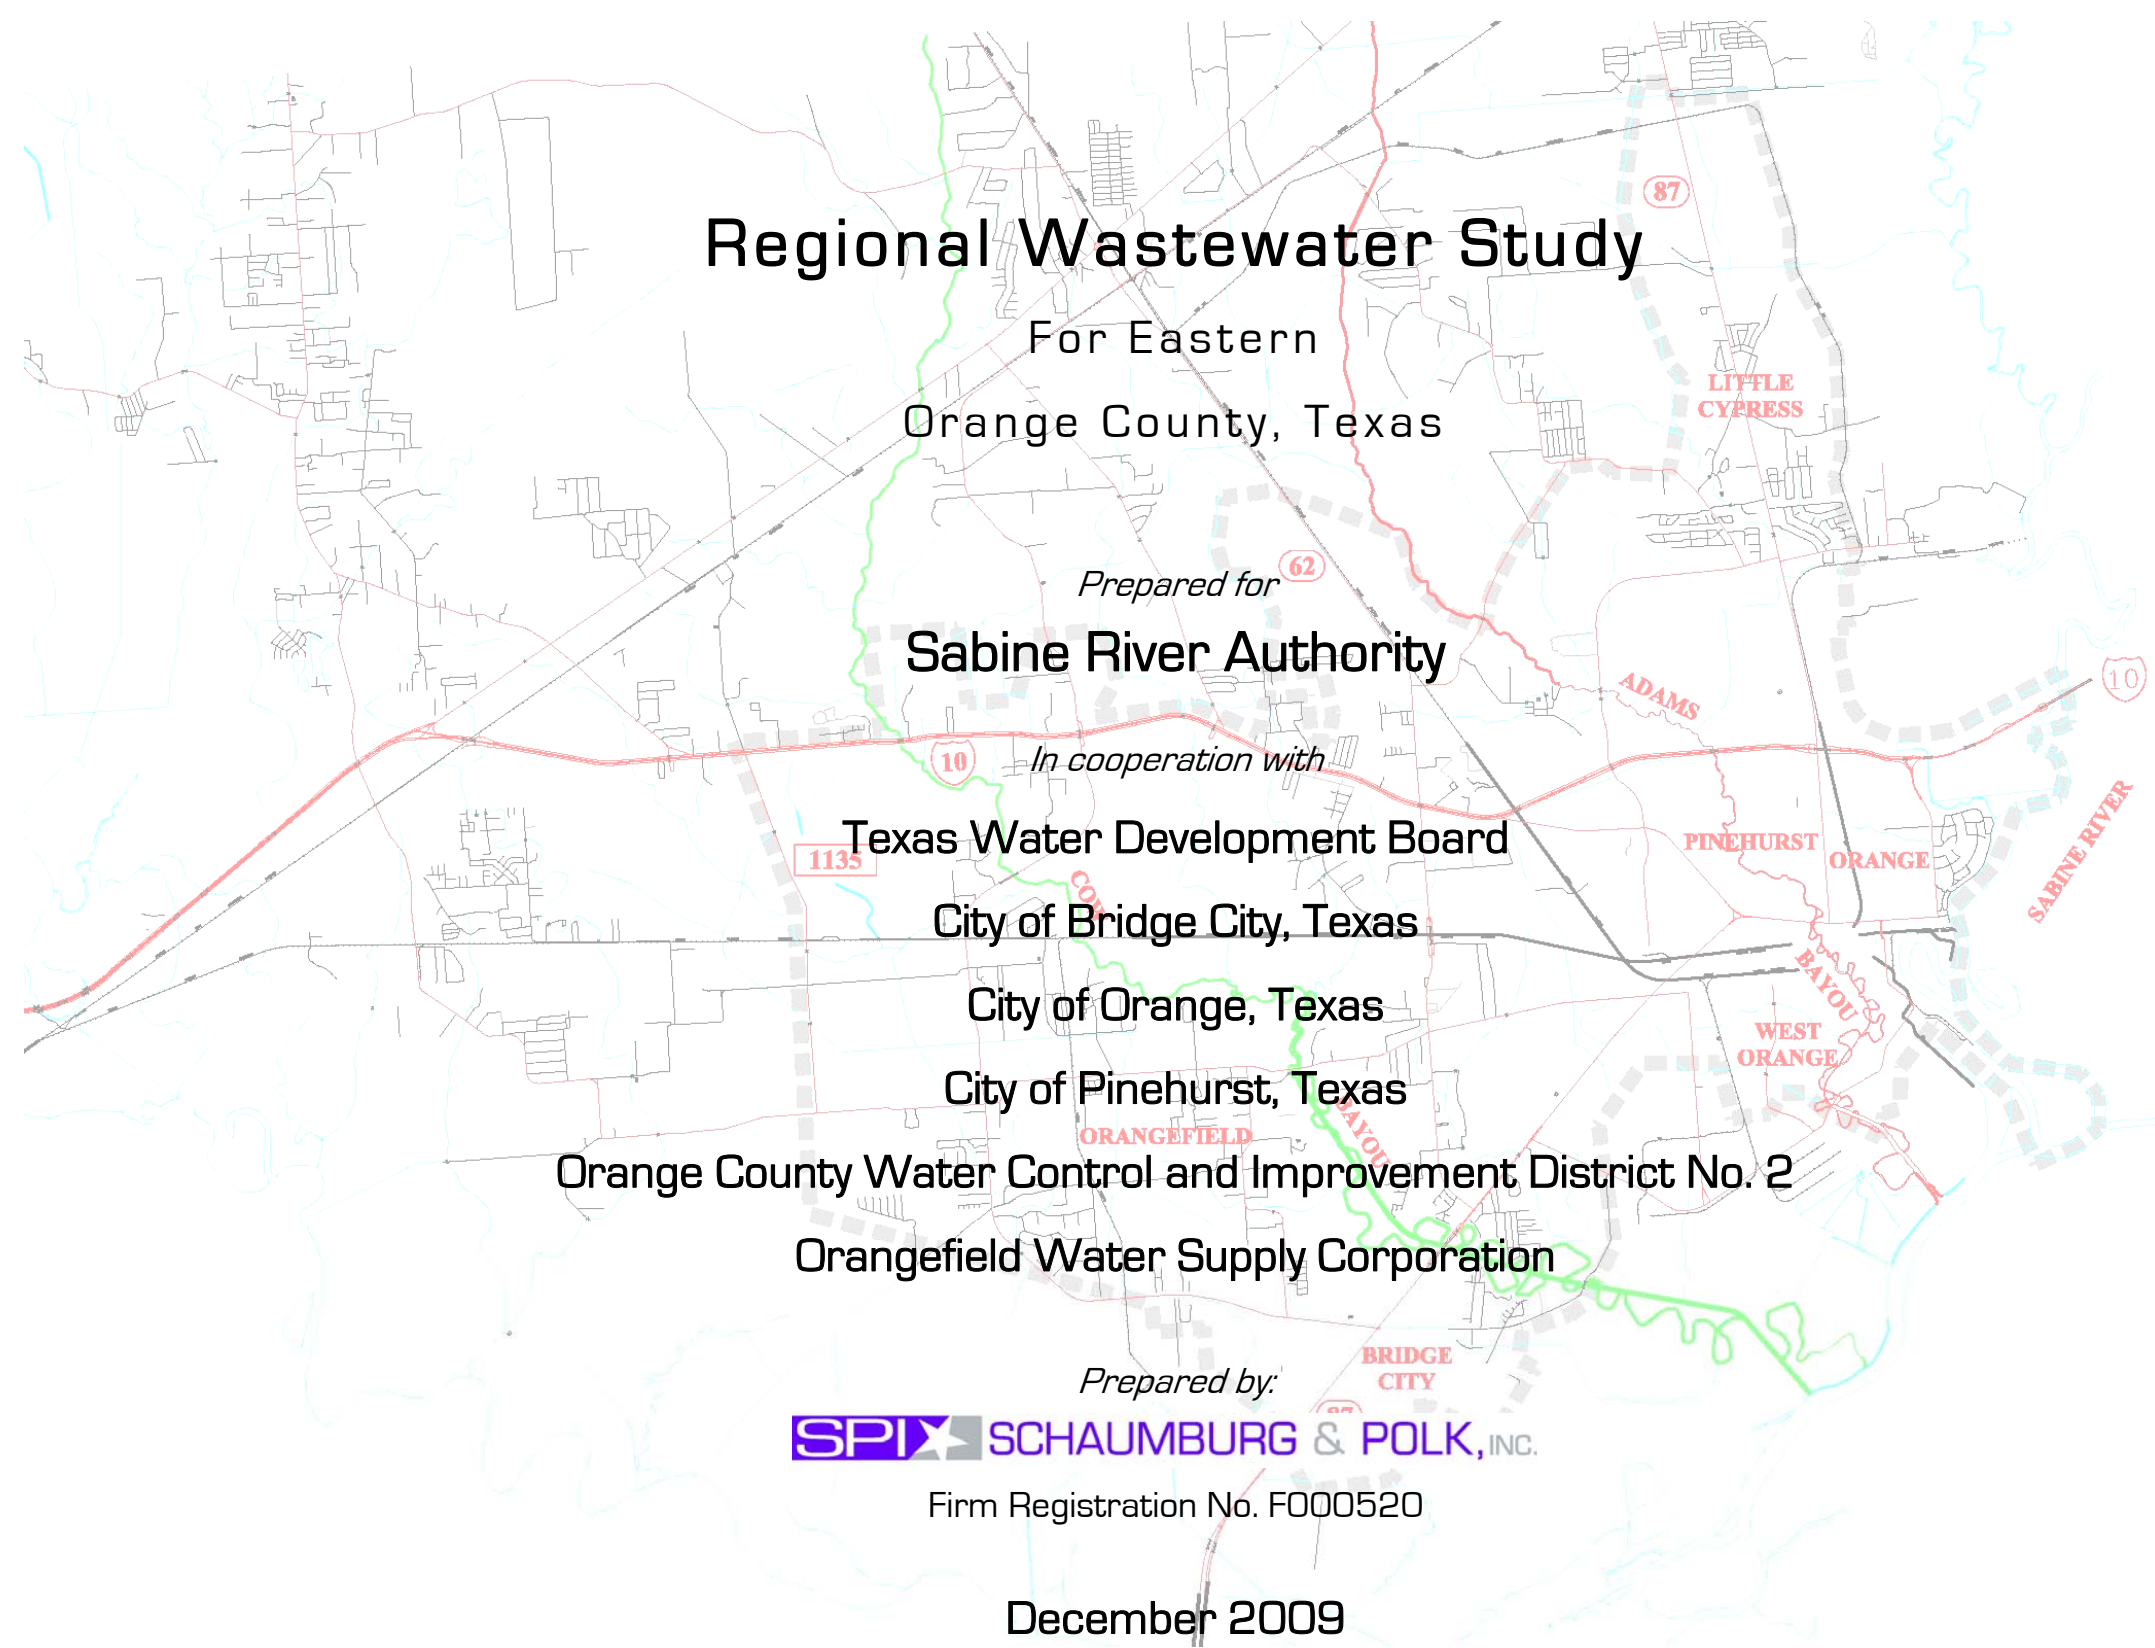 87
Regional Wastewater Study
For Eastern
LITTLE
CYPRESS
Orange County, Texas
62
Prepared for
Sabine River Authority
ADAMS
10
10
In cooperation with
Texas Water Development Board
1135
PINEHURST
ORANGE
SABINE RIVER
COW
City of Bridge City, Texas
City of Orange, Texas
BAYOU
WEST
ORANGE
City of Pinehurst, Texas
BAYOU
ORANGEFIELD
Orange County Water Control and Improvement District No. 2
Orangefield Water Supply Corporation
BRIDGE
CITY
Prepared by:
87
SPI SCHAUMBURG & POLK, INC.
Firm Registration No. F000520
December 2009